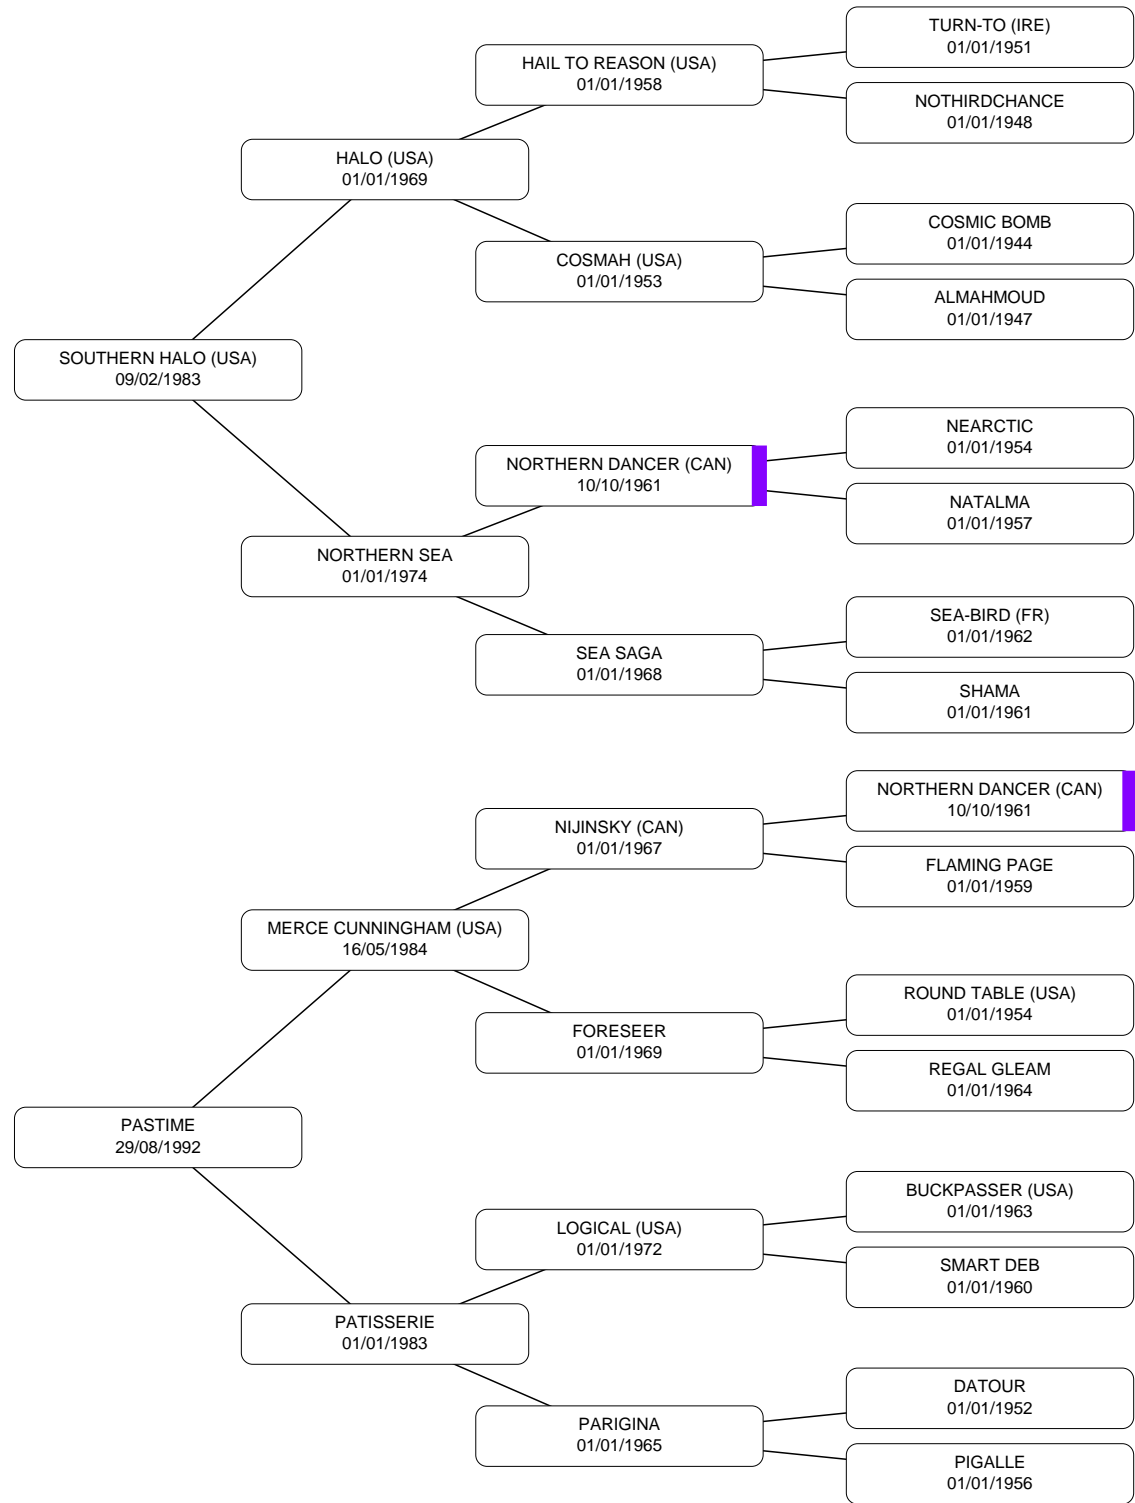 TURN-TO (IRE)
01/01/1951
HAIL TO REASON (USA)
01/01/1958
NOTHIRDCHANCE
01/01/1948
HALO (USA)
01/01/1969
COSMIC BOMB
01/01/1944
COSMAH (USA)
01/01/1953
ALMAHMOUD
01/01/1947
SOUTHERN HALO (USA)
09/02/1983
NEARCTIC
01/01/1954
NORTHERN DANCER (CAN)
10/10/1961
NATALMA
01/01/1957
NORTHERN SEA
01/01/1974
SEA-BIRD (FR)
01/01/1962
SEA SAGA
01/01/1968
SHAMA
01/01/1961
NORTHERN DANCER (CAN)
10/10/1961
NIJINSKY (CAN)
01/01/1967
FLAMING PAGE
01/01/1959
MERCE CUNNINGHAM (USA)
16/05/1984
ROUND TABLE (USA)
01/01/1954
FORESEER
01/01/1969
REGAL GLEAM
01/01/1964
PASTIME
29/08/1992
BUCKPASSER (USA)
01/01/1963
LOGICAL (USA)
01/01/1972
SMART DEB
01/01/1960
PATISSERIE
01/01/1983
DATOUR
01/01/1952
PARIGINA
01/01/1965
PIGALLE
01/01/1956